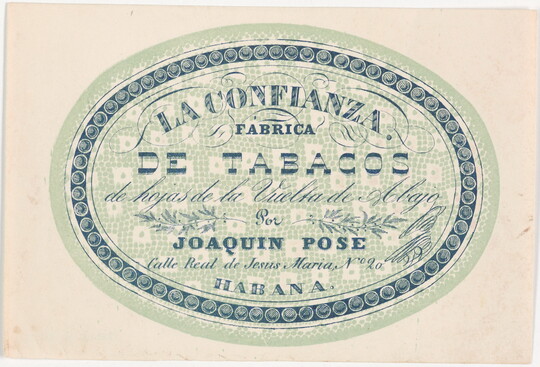 LA CONFIANZA.
FÁBRICA
DE TABACOS
de hojas de la Vuelta de Abajo
Por
JOAQUIN POSE
Calle Real de Jesus Maria, Nº 20.
HABANA.